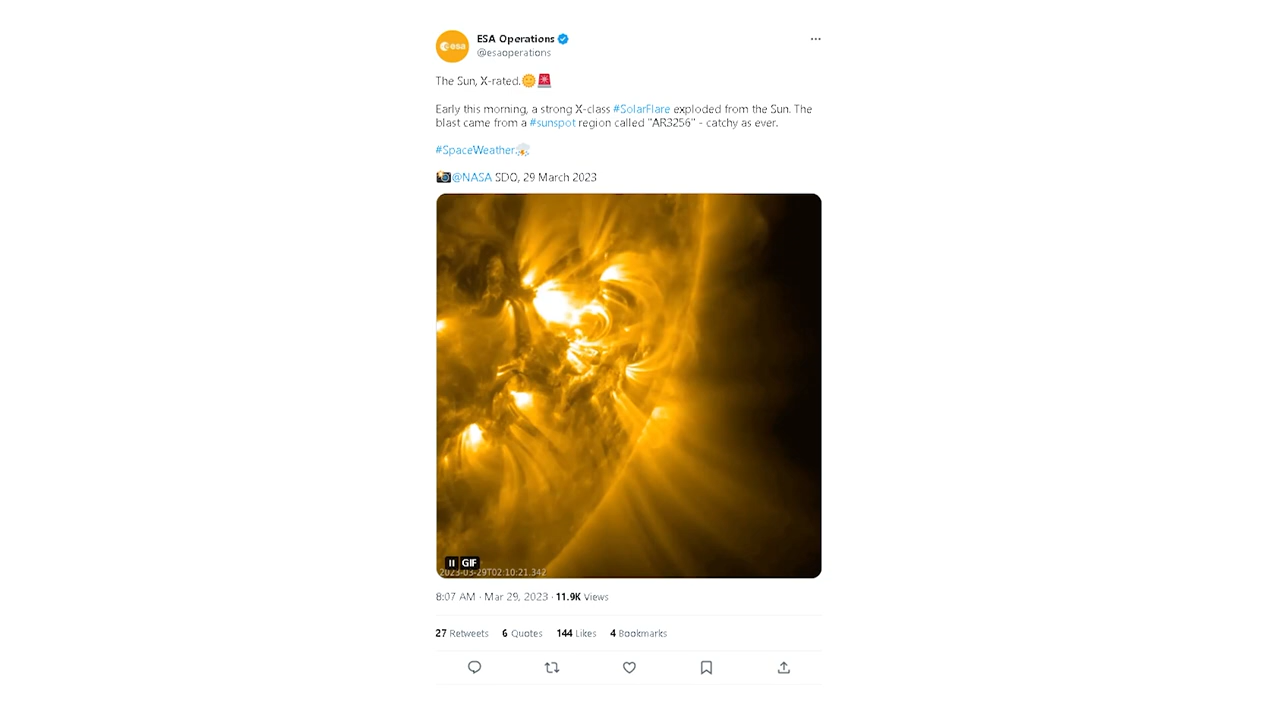 esa
ESA Operations
@esaoperations
The Sun, X-rated.🌞🚨
Early this morning, a strong X-class #SolarFlare exploded from the Sun. The
blast came from a #sunspot region called "AR3256" - catchy as ever.
#SpaceWeather⛈️
📸@NASA SDO, 29 March 2023
GIF
2023-03-29T02:10:21.342
8:07 AM · Mar 29, 2023 · 11.9K Views
27 Retweets 6 Quotes 144 Likes 4 Bookmarks